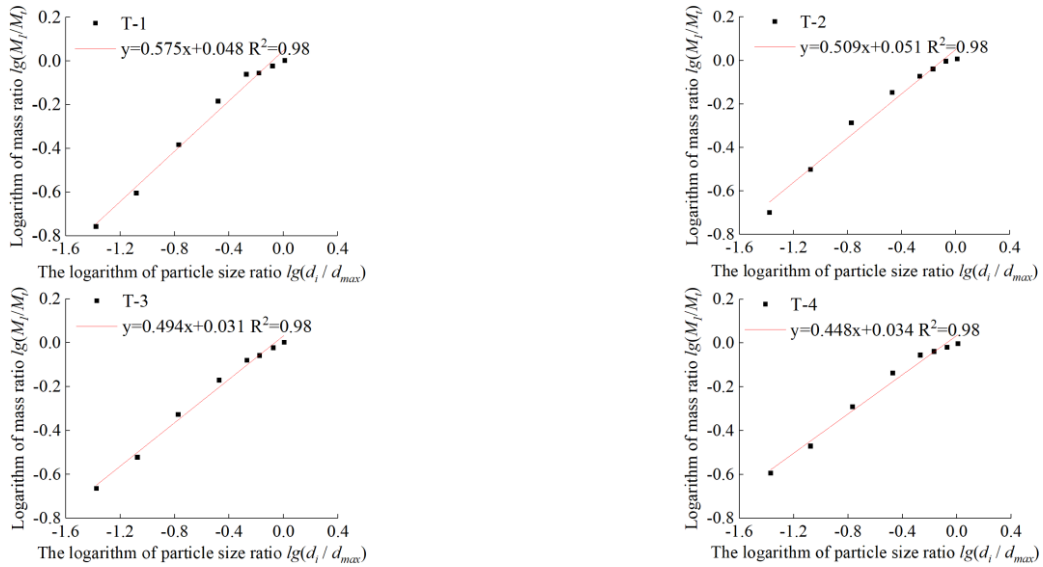 T-1
y=0.575x+0.048 R²=0.98
Logarithm of mass ratio lg(M₁/Mₜ)
0.2
0.0
-0.2
-0.4
-0.6
-0.8
-1.6 -1.2 -0.8 -0.4 0.0 0.4
The logarithm of particle size ratio lg(dᵢ / dₘₐₓ)
T-2
y=0.509x+0.051 R²=0.98
Logarithm of mass ratio lg(M₁/Mₜ)
0.2
0.0
-0.2
-0.4
-0.6
-0.8
-1.6 -1.2 -0.8 -0.4 0.0 0.4
The logarithm of particle size ratio lg(dᵢ / dₘₐₓ)
T-3
y=0.494x+0.031 R²=0.98
Logarithm of mass ratio lg(M₁/Mₜ)
0.2
0.0
-0.2
-0.4
-0.6
-0.8
-1.6 -1.2 -0.8 -0.4 0.0 0.4
The logarithm of particle size ratio lg(dᵢ / dₘₐₓ)
T-4
y=0.448x+0.034 R²=0.98
Logarithm of mass ratio lg(M₁/Mₜ)
0.2
0.0
-0.2
-0.4
-0.6
-0.8
-1.6 -1.2 -0.8 -0.4 0.0 0.4
The logarithm of particle size ratio lg(dᵢ / dₘₐₓ)